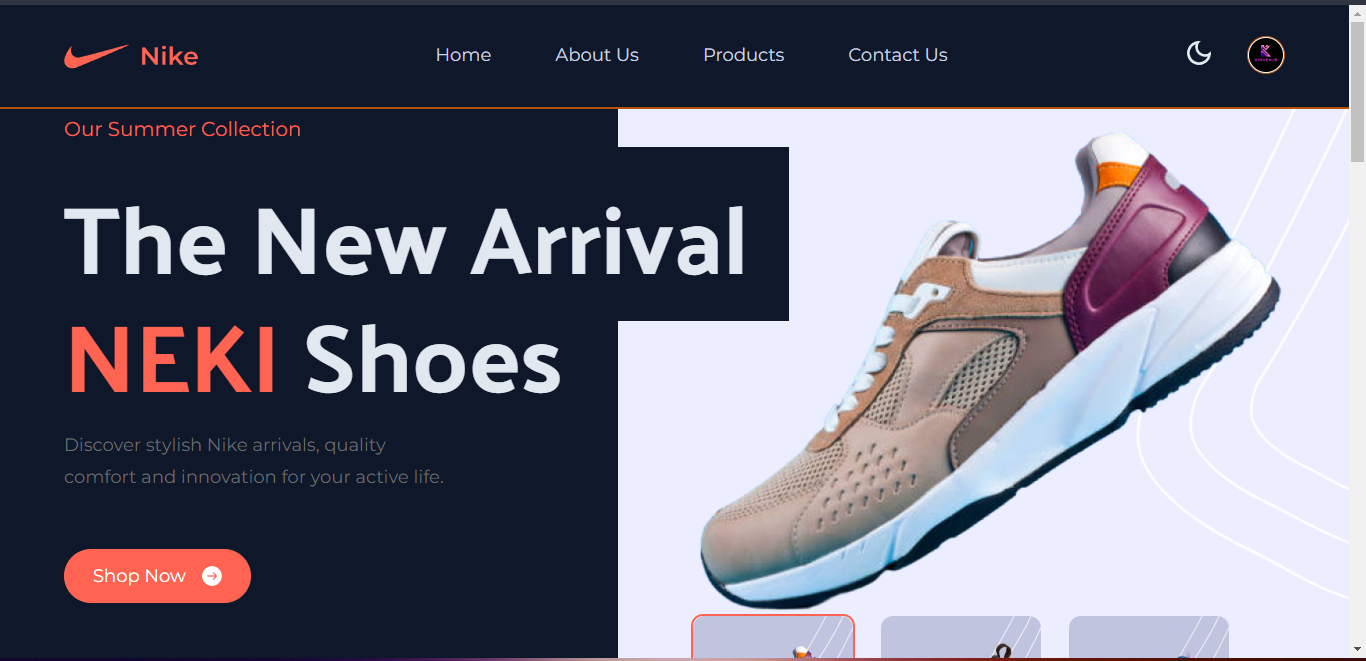 Nike
Home
About Us
Products
Contact Us
Our Summer Collection
The New Arrival
NEKI Shoes
Discover stylish Nike arrivals, quality
comfort and innovation for your active life.
Shop Now